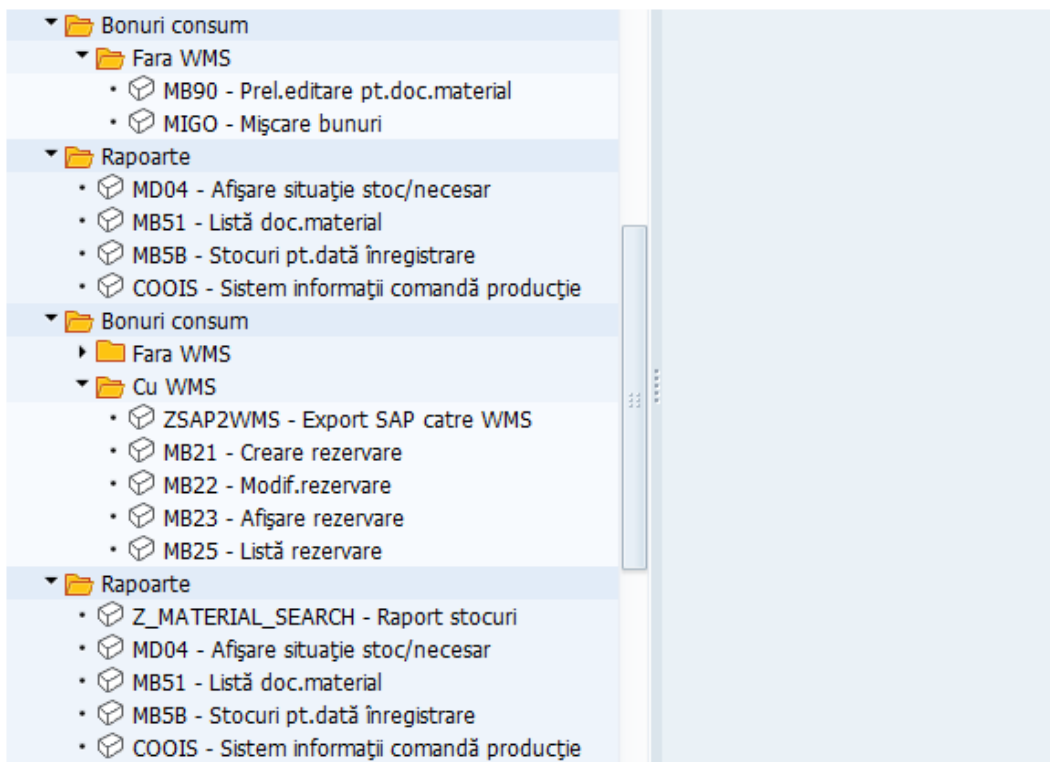 Bonuri consum
Fara WMS
MB90 - Prel.editare pt.doc.material
MIGO - Mişcare bunuri
Rapoarte
MD04 - Afişare situaţie stoc/necesar
MB51 - Listă doc.material
MB5B - Stocuri pt.dată înregistrare
COOIS - Sistem informaţii comandă producţie
Bonuri consum
Fara WMS
Cu WMS
ZSAP2WMS - Export SAP catre WMS
MB21 - Creare rezervare
MB22 - Modif.rezervare
MB23 - Afişare rezervare
MB25 - Listă rezervare
Rapoarte
Z_MATERIAL_SEARCH - Raport stocuri
MD04 - Afişare situaţie stoc/necesar
MB51 - Listă doc.material
MB5B - Stocuri pt.dată înregistrare
COOIS - Sistem informaţii comandă producţie